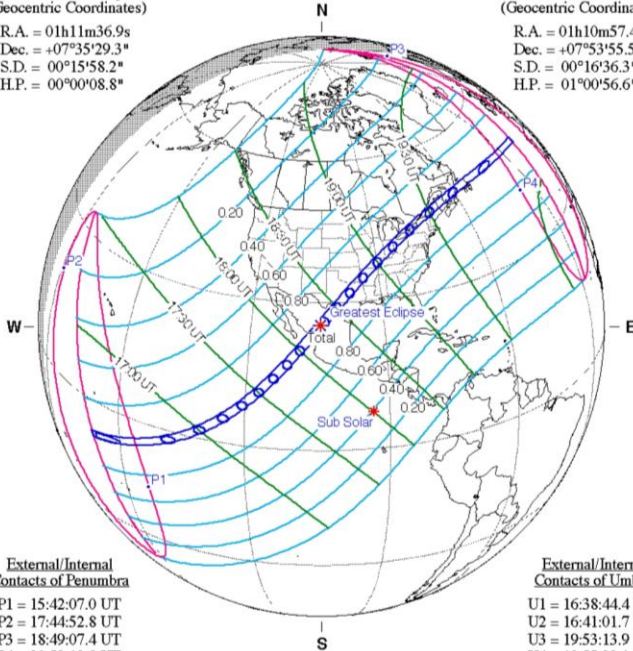 Geocentric Coordinates)
R.A. = 01h11m36.9s
Dec. = +07°35'29.3"
S.D. = 00°15'58.2"
H.P. = 00°00'08.8"
N
(Geocentric Coordin
R.A. = 01h10m57.4
Dec. = +07°53'55.5
S.D. = 00°16'36.3"
H.P. = 01°00'56.6"
P3
19:30 UT
19:00 UT
P4
0.20
18:30 UT
0.40
P2
18:00 UT
0.60
0.80
17:30 UT
Greatest Eclipse
W
E
Total
0.80
17:00 UT
0.60
0.40
0.20
Sub Solar
P1
External/Internal
Contacts of Penumbra
P1 = 15:42:07.0 UT
P2 = 17:44:52.8 UT
P3 = 18:49:07.4 UT
S
External/Intern
Contacts of Um
U1 = 16:38:44.4
U2 = 16:41:01.7
U3 = 19:53:13.9